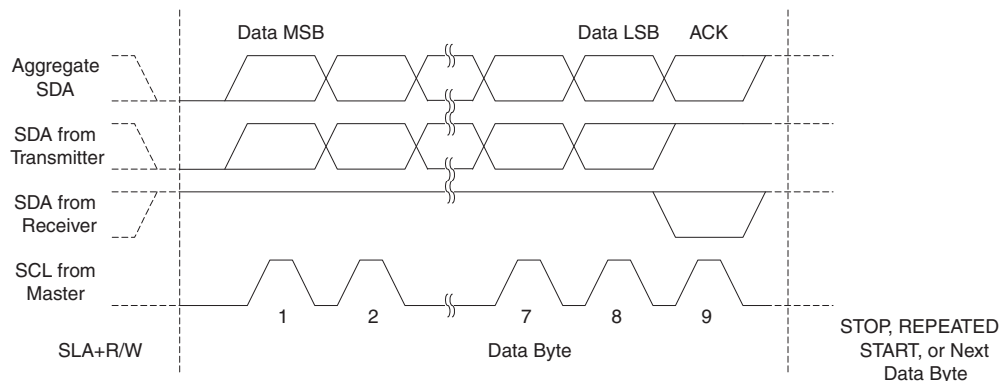 Data MSB
Data LSB
ACK
Aggregate
SDA
SDA from
Transmitter
SDA from
Receiver
SCL from
Master
1
2
7
8
9
SLA+R/W
Data Byte
STOP, REPEATED
START, or Next
Data Byte